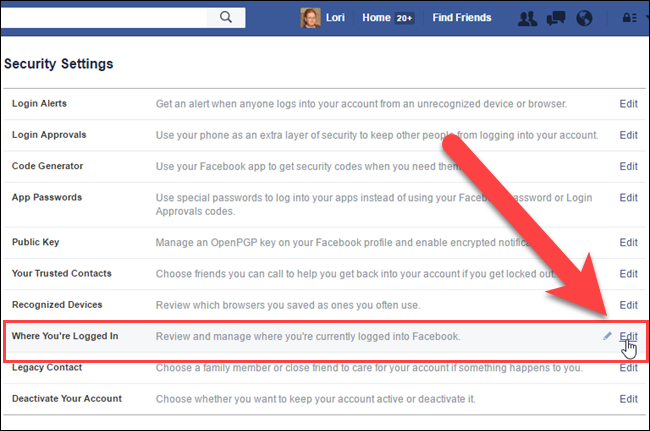 Lori Home 20+ Find Friends
Security Settings
Login Alerts Get an alert when anyone logs into your account from an unrecognized device or browser. Edit
Login Approvals Use your phone as an extra layer of security to keep other people from logging into your account. Edit
Code Generator Use your Facebook app to get security codes when you need them Edit
App Passwords Use special passwords to log into your apps instead of using your Facebook password or Login Edit
Approvals codes.
Public Key Manage an OpenPGP key on your Facebook profile and enable encrypted Edit
Your Trusted Contacts Choose friends you can call to help you get back into your account if you get locked out. Edit
Recognized Devices Review which browsers you saved as ones you often use. Edit
Where You're Logged In Review and manage where you're currently logged into Facebook. Edit
Legacy Contact Choose a family member or close friend to care for your account if something happens to you. Edit
Deactivate Your Account Choose whether you want to keep your account active or deactivate it. Edit